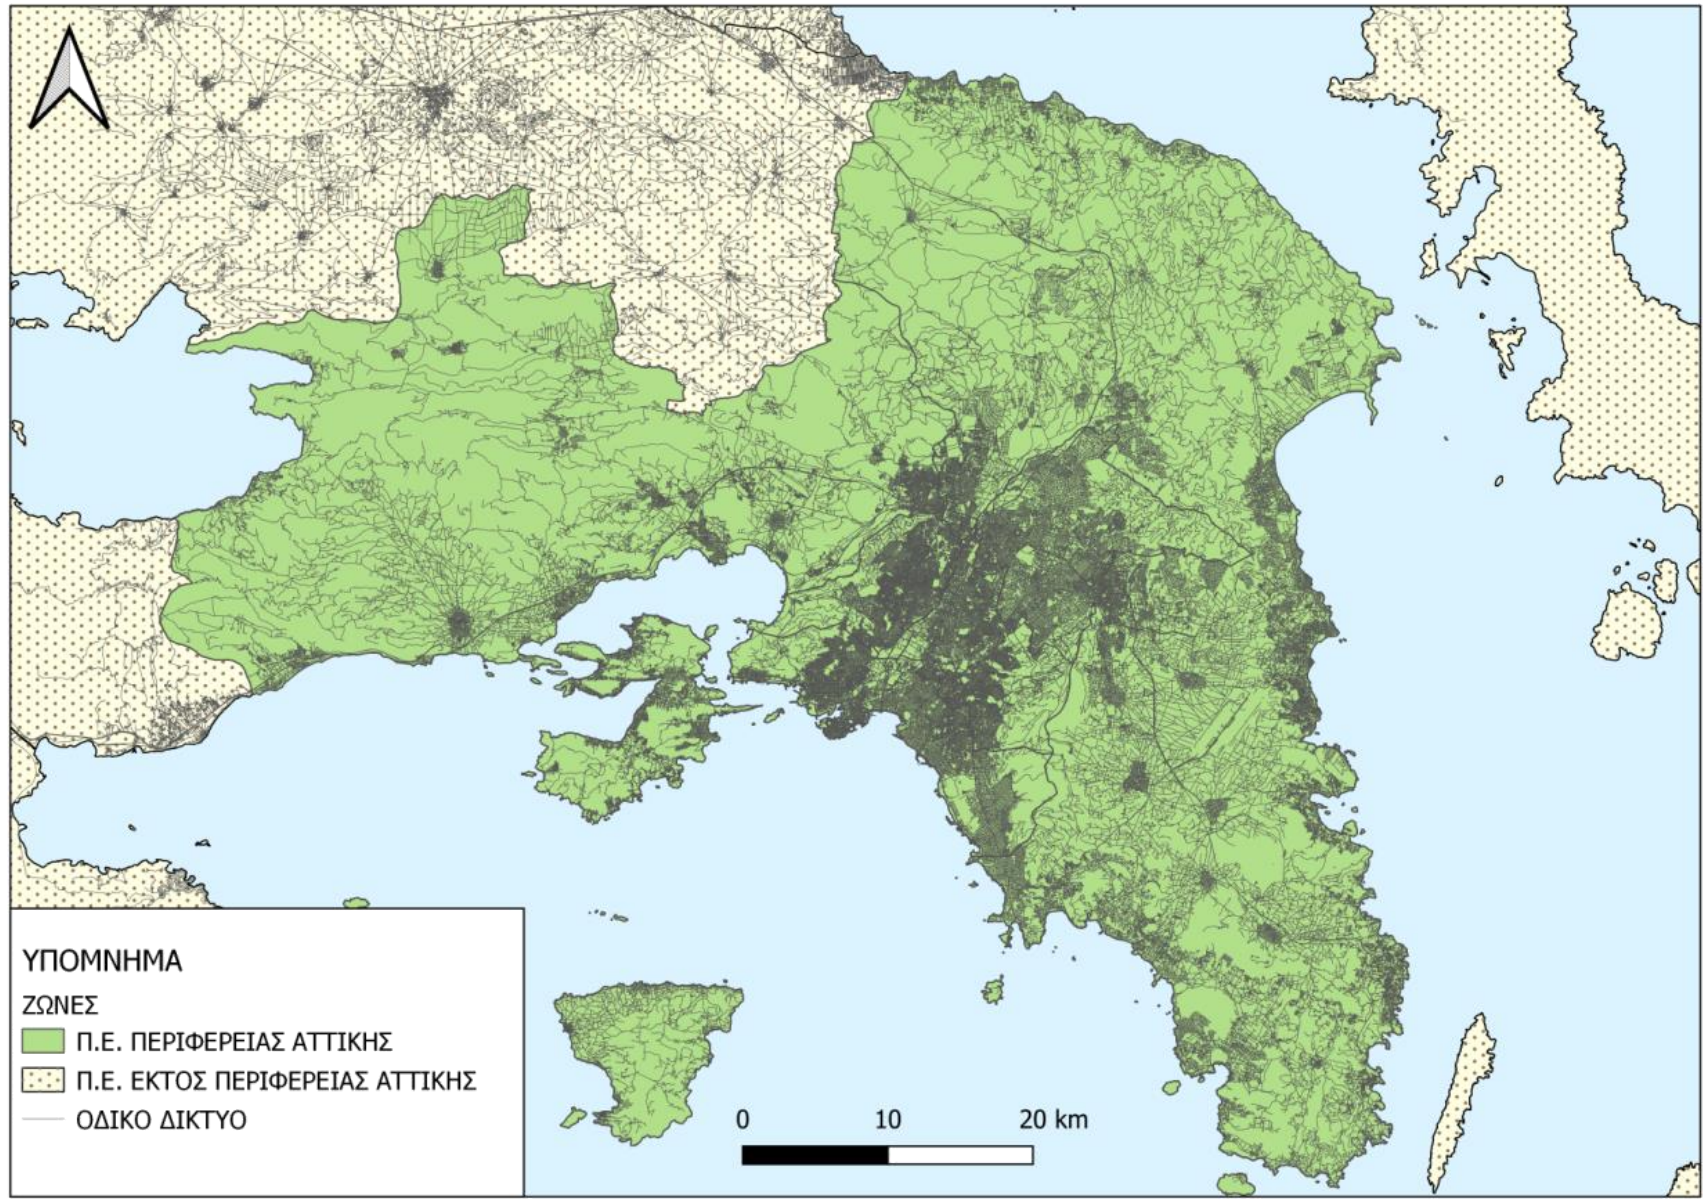 ΥΠΟΜΝΗΜΑ
ΖΩΝΕΣ
Π.Ε. ΠΕΡΙΦΕΡΕΙΑΣ ΑΤΤΙΚΗΣ
Π.Ε. ΕΚΤΟΣ ΠΕΡΙΦΕΡΕΙΑΣ ΑΤΤΙΚΗΣ
ΟΔΙΚΟ ΔΙΚΤΥΟ
0 10 20 km